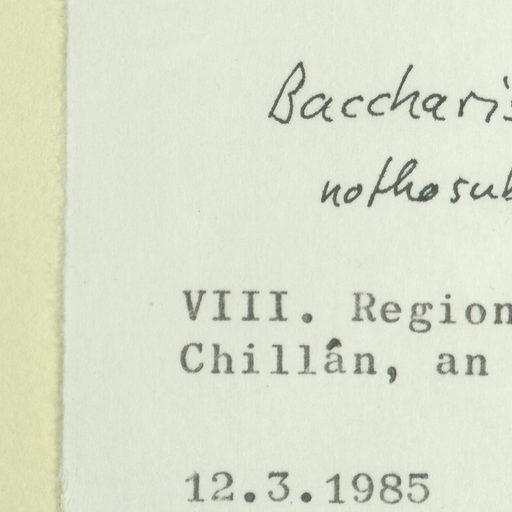 Baccharis
nothosub
VIII. Region
Chillán, an
12.3.1985